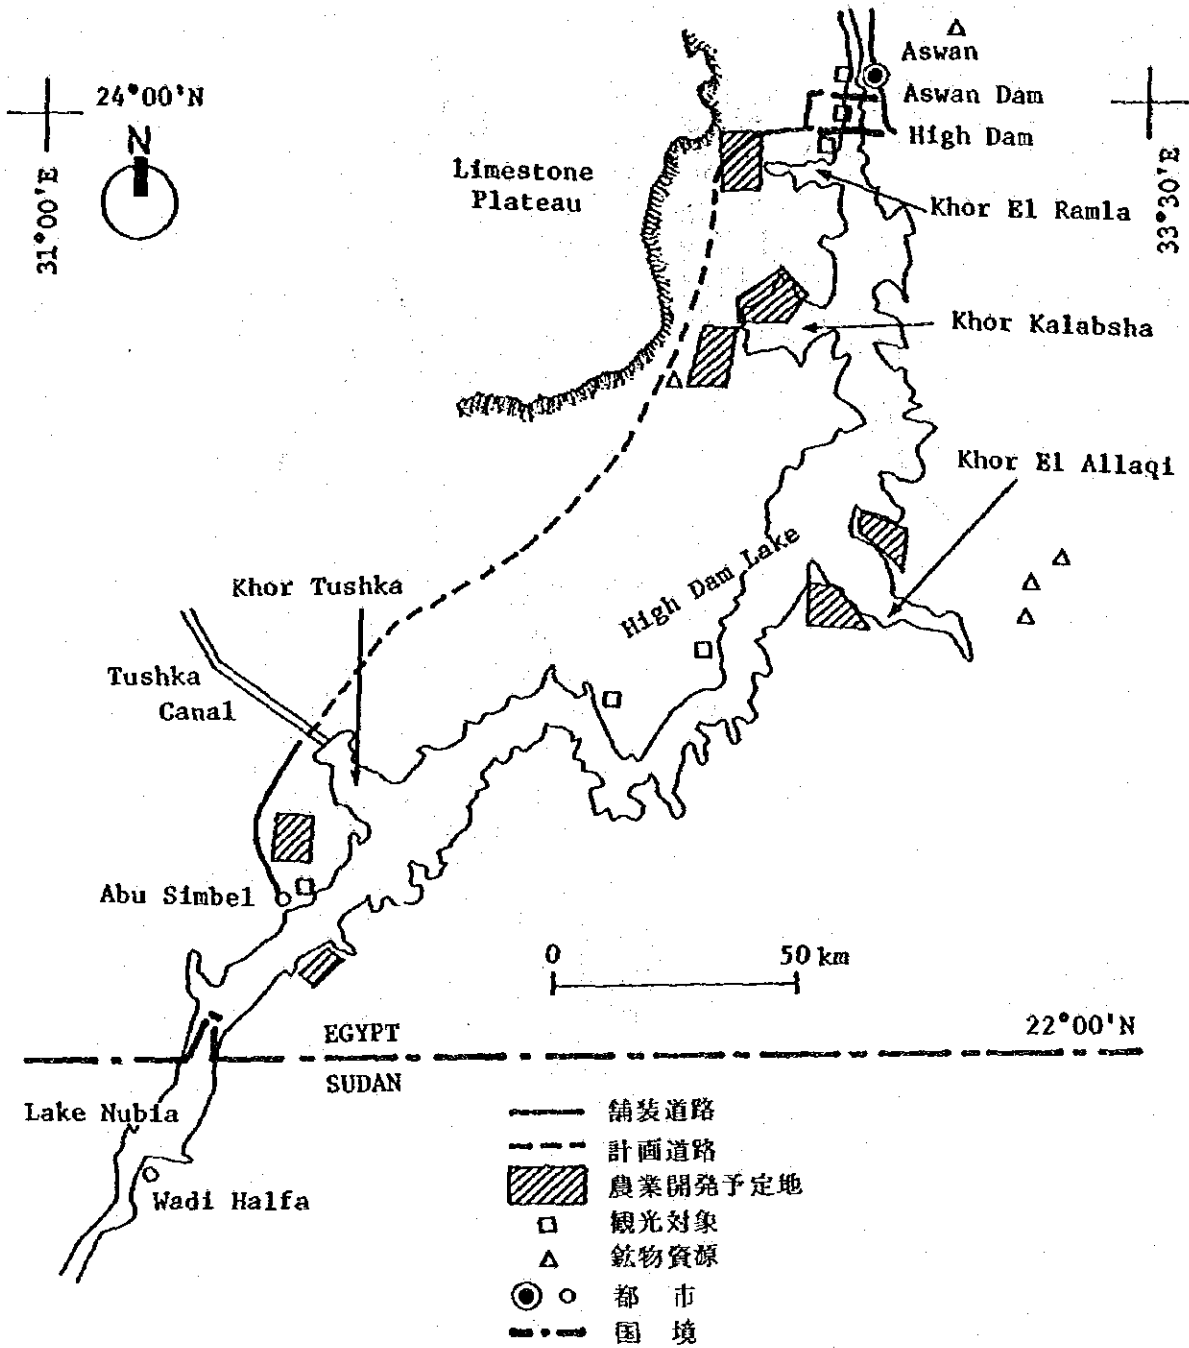 24°00'N
N
31°00'E
Aswan
Aswan Dam
High Dam
33°30'E
Limestone
Plateau
Khor El Ramla
Khor Kalabsha
Khor El Allaqi
High Dam Lake
Khor Tushka
Tushka
Canal
Abu Simbel
0 50 km
22°00'N
EGYPT
SUDAN
Lake Nubia
Wadi Halfa
舗装道路
計画道路
農業開発予定地
観光対象
鉱物資源
都 市
国 境